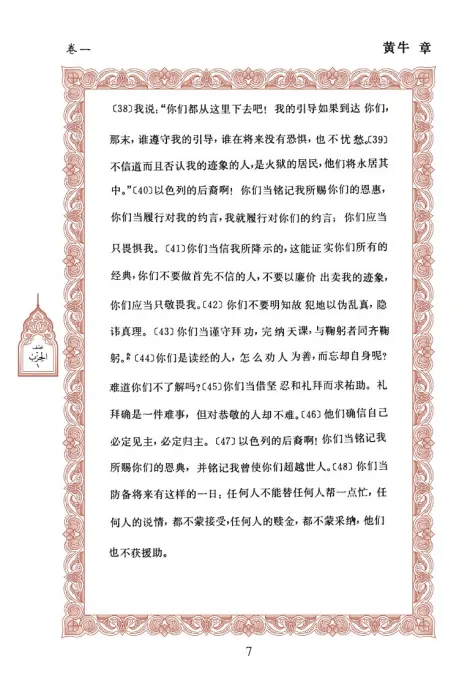 卷一
黄牛 章
(38)我说:“你们都从这里下去吧! 我的引导如果到达 你们,
那末, 谁遵守我的引导, 谁在将来没有恐惧, 也 不 忧愁。(39)
不信道而且否认我的迹象的人, 是火狱的居民, 他们将永居其
中。”(40)以色列的后裔啊! 你们当铭记我所赐你们的恩惠,
你们当履行对我的约言, 我就履行对你们的约言; 你们应当
只畏惧我。(41)你们当信我所降示的, 这能证实你们所有的
经典, 你们不要做首先不信的人, 不要以廉价 出卖我的迹象,
你们应当只敬畏我。(42)你们不要明知故 犯地以伪乱真, 隐
讳真理。(43)你们当谨守拜功, 完纳天课, 与鞠躬者同齐鞠
躬。(44)你们是读经的人, 怎么劝人为善, 而忘却自身呢?
难道你们不了解吗?(45)你们当借坚 忍和礼拜而求祐助。礼
拜确是一件难事, 但对恭敬的人却不难。(46)他们确信自己
必定见主, 必定归主。(47)以色列的后裔啊! 你们当铭记我
所赐你们的恩典, 并铭记我曾使你们超越世人。(48)你们当
防备将来有这样的一日: 任何人不能替任何人帮一点忙, 任
何人的说情, 都不蒙接受, 任何人的赎金, 都不蒙采纳, 他们
也不获援助。
نصف
الحزب
١
7